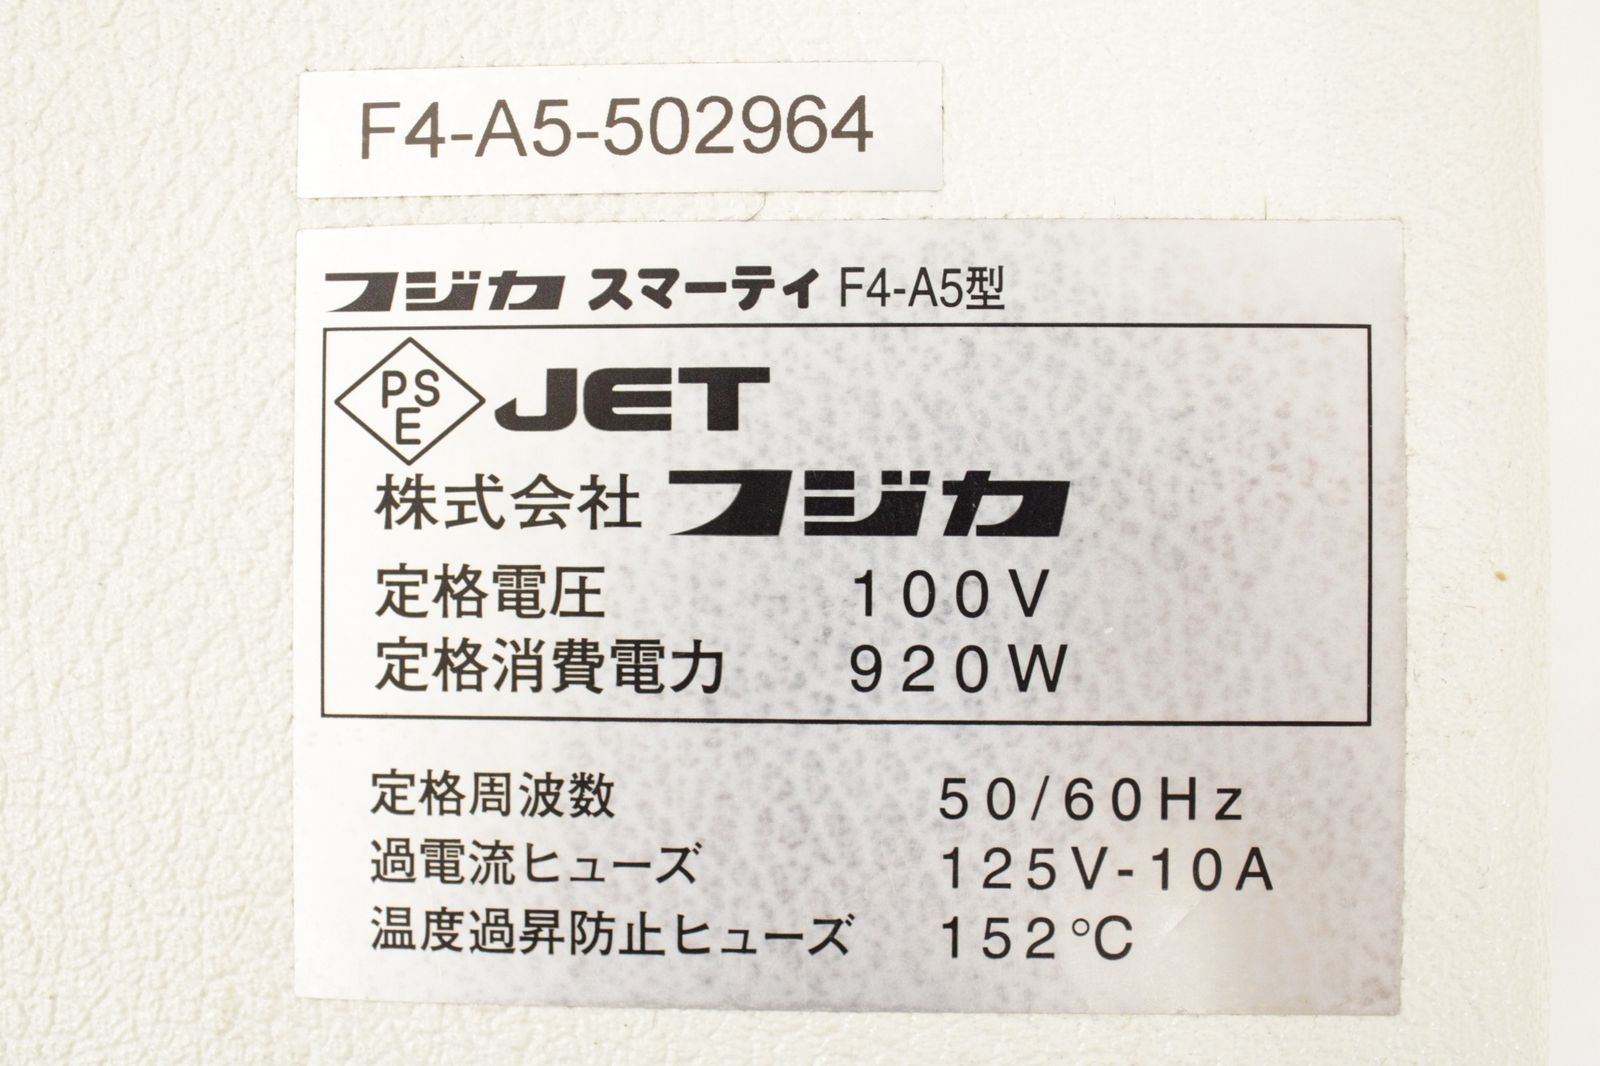 F4-A5-502964
フジカ スマーティ F4-A5型
PSE JET
株式会社 フジカ
定格電圧 100V
定格消費電力 920W
定格周波数 50/60Hz
過電流ヒューズ 125V-10A
温度過昇防止ヒューズ 152℃